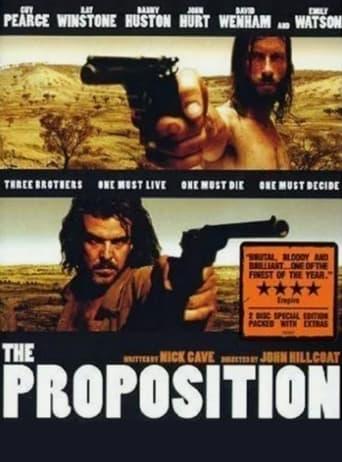 GUY PEARCE RAY WINSTONE DANNY HUSTON JOHN HURT DAVID WENHAM AND EMILY WATSON
THREE BROTHERS ONE MUST LIVE ONE MUST DIE ONE MUST DECIDE
"BRUTAL, BLOODY AND
BRILLIANT...ONE OF THE
FINEST OF THE YEAR."
★★★★
Empire
2 DISC SPECIAL EDITION
PACKED WITH EXTRAS
WRITTEN BY NICK CAVE DIRECTED BY JOHN HILLCOAT
THE
PROPOSITION